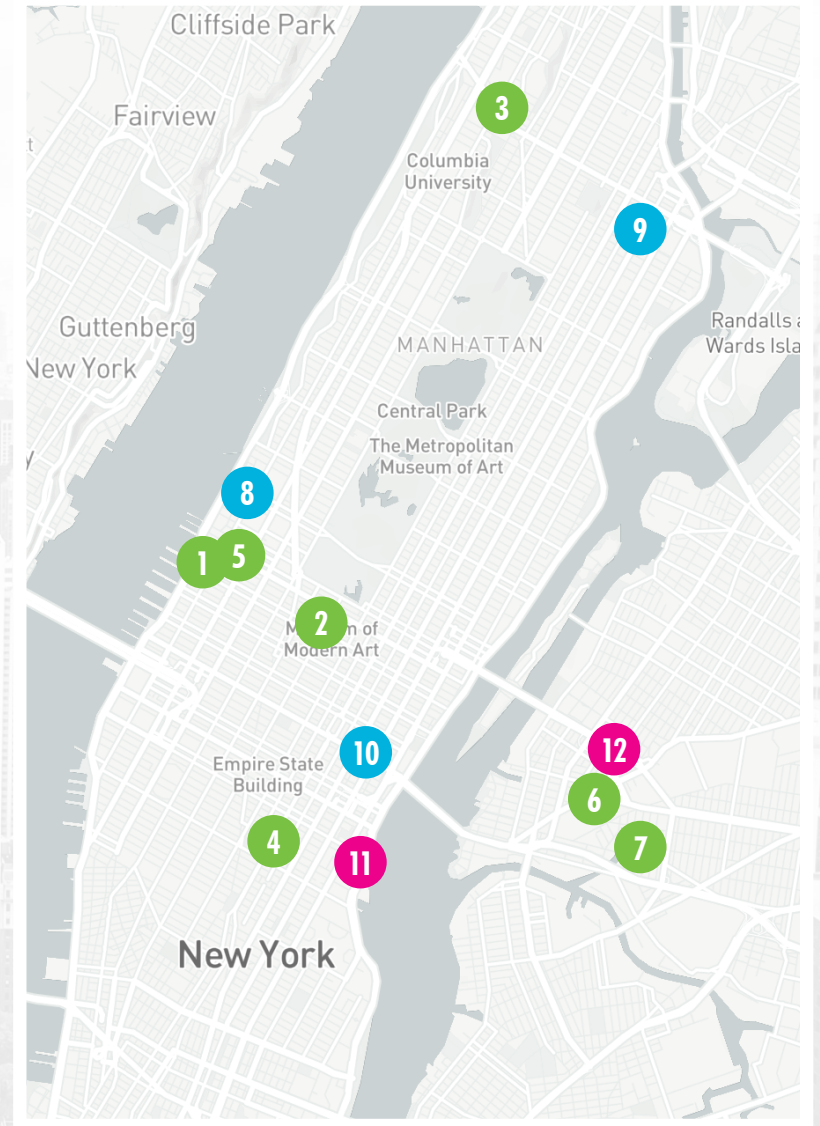 Cliffside Park
Fairview
t
3
Columbia
University
9
Guttenberg
New York
MANHATTAN
Randalls a
Wards Isla
Central Park
The Metropolitan
Museum of Art
y
8
1
5
2
M m of
Modern Art
10
12
Empire State
Building
6
4
7
11
New York